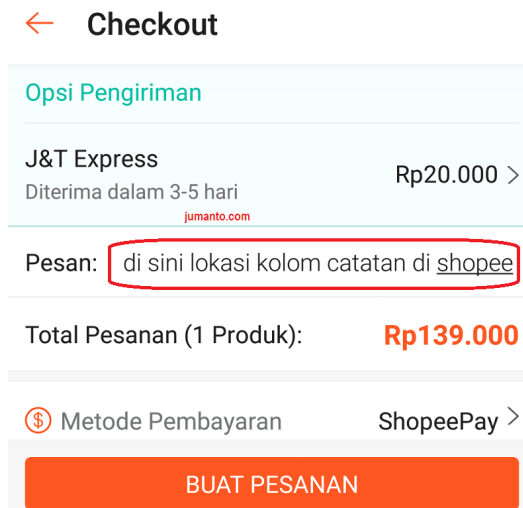 Checkout
Opsi Pengiriman
J&T Express
Rp20.000
Diterima dalam 3-5 hari
jumanto.com
Pesan: di sini lokasi kolom catatan di shopee
Total Pesanan (1 Produk): Rp139.000
Metode Pembayaran ShopeePay
BUAT PESANAN